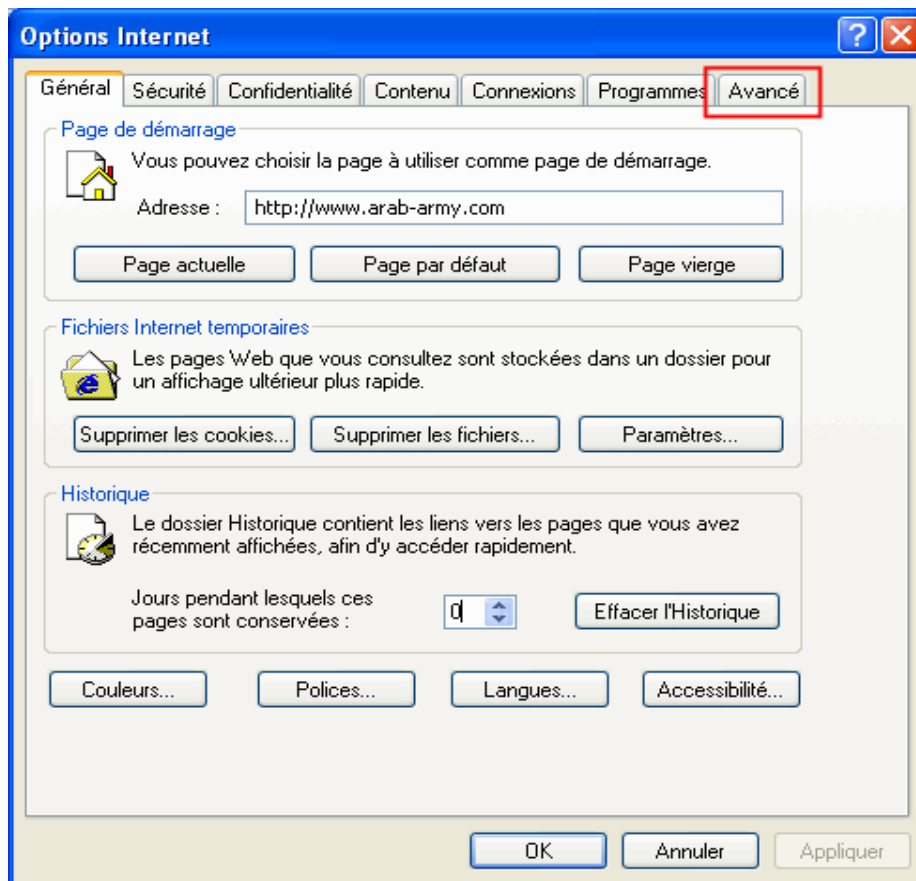 Options Internet
Général Sécurité Confidentialité Contenu Connexions Programmes Avancé
Page de démarrage
Vous pouvez choisir la page à utiliser comme page de démarrage.
Adresse : http://www.arab-army.com
Page actuelle Page par défaut Page vierge
Fichiers Internet temporaires
Les pages Web que vous consultez sont stockées dans un dossier pour
un affichage ultérieur plus rapide.
Supprimer les cookies... Supprimer les fichiers... Paramètres...
Historique
Le dossier Historique contient les liens vers les pages que vous avez
récemment affichées, afin d'y accéder rapidement.
Jours pendant lesquels ces
pages sont conservées : 0 Effacer l'Historique
Couleurs... Polices... Langues... Accessibilité...
OK Annuler Appliquer